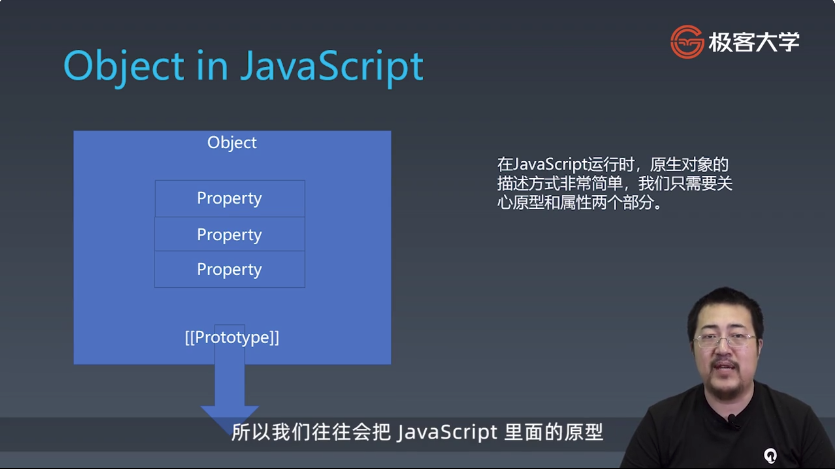 极客大学
Object in JavaScript
Object
Property
Property
Property
[[Prototype]]
在JavaScript运行时，原生对象的
描述方式非常简单，我们只需要关
心原型和属性两个部分。
所以我们往往会把 JavaScript 里面的原型